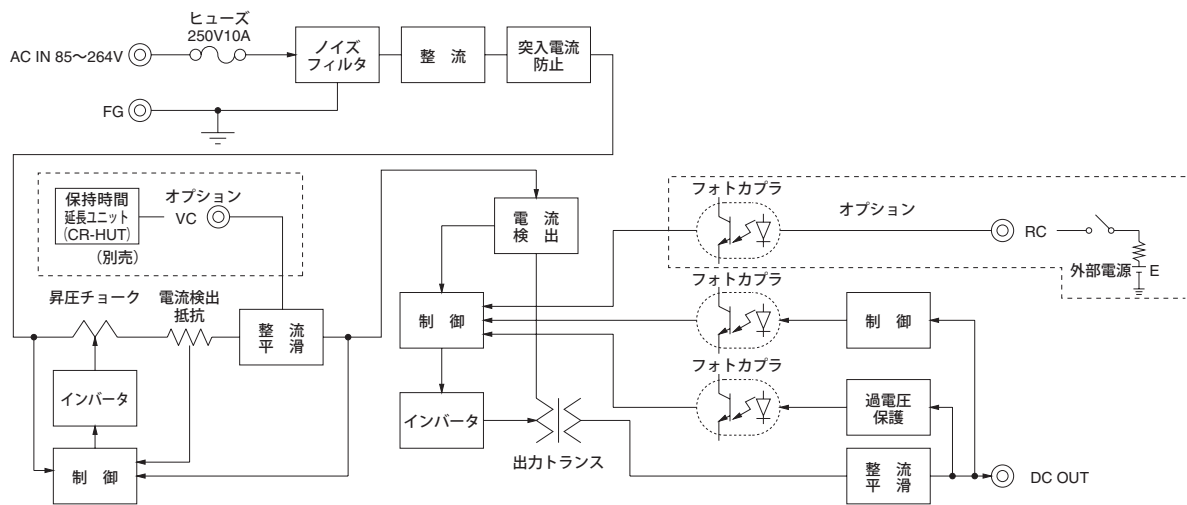 ヒューズ
250V10A
AC IN 85〜264V
ノイズ
フィルタ
整 流
突入電流
防止
FG
保持時間
延長ユニット
(CR-HUT)
(別売)
オプション
VC
電 流
検 出
フォトカプラ
オプション
RC
外部電源
E
昇圧チョーク
電流検出
抵抗
整 流
平 滑
制 御
フォトカプラ
制 御
インバータ
フォトカプラ
過電圧
保護
インバータ
出力トランス
制 御
整 流
平 滑
DC OUT